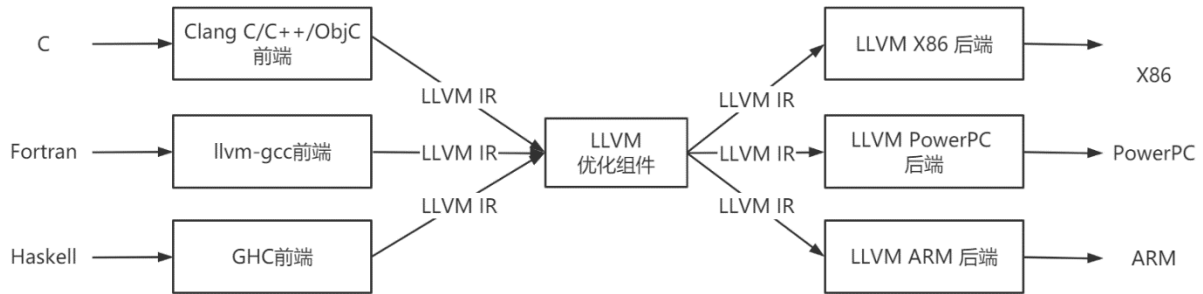 C
Clang C/C++/ObjC
前端
LLVM IR
LLVM X86 后端
X86
LLVM IR
Fortran
llvm-gcc前端
LLVM IR
LLVM
优化组件
LLVM IR
LLVM PowerPC
后端
PowerPC
Haskell
GHC前端
LLVM IR
LLVM IR
LLVM ARM 后端
ARM